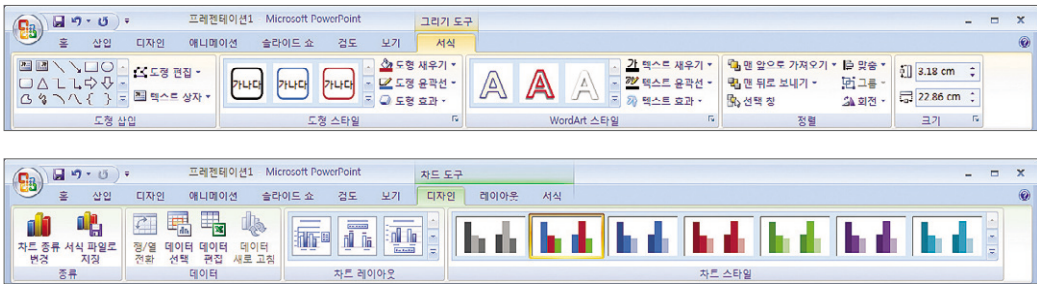 프레젠테이션1 Microsoft PowerPoint 그리기 도구
홈 삽입 디자인 애니메이션 슬라이드 쇼 검토 보기 서식
도형 편집 가나다 가나다 가나다 도형 새우기 A A A 텍스트 새우기 맨 앞으로 가져오기 맞춤 3.18 cm
텍스트 상자 도형 윤곽선 텍스트 윤곽선 맨 뒤로 보내기 그룹 22.86 cm
도형 효과 텍스트 효과 선택 창 회전
도형 삽입 도형 스타일 WordArt 스타일 정렬 크기
프레젠테이션1 Microsoft PowerPoint 차트 도구
홈 삽입 디자인 애니메이션 슬라이드 쇼 검토 보기 디자인 레이아웃 서식
차트 종류 서식 파일로 행/열 데이터 데이터 데이터
변경 지장 전환 선택 편집 새로 고침
종류 데이터 차트 레이아웃 차트 스타일